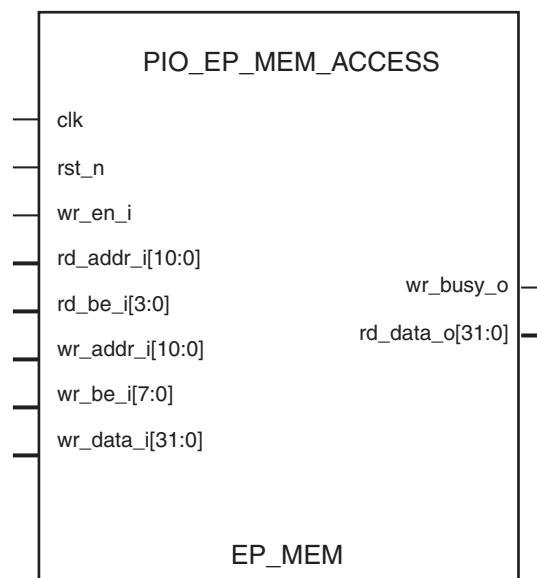 PIO_EP_MEM_ACCESS
clk
rst_n
wr_en_i
rd_addr_i[10:0]
rd_be_i[3:0]
wr_addr_i[10:0]
wr_be_i[7:0]
wr_data_i[31:0]
wr_busy_o
rd_data_o[31:0]
EP_MEM